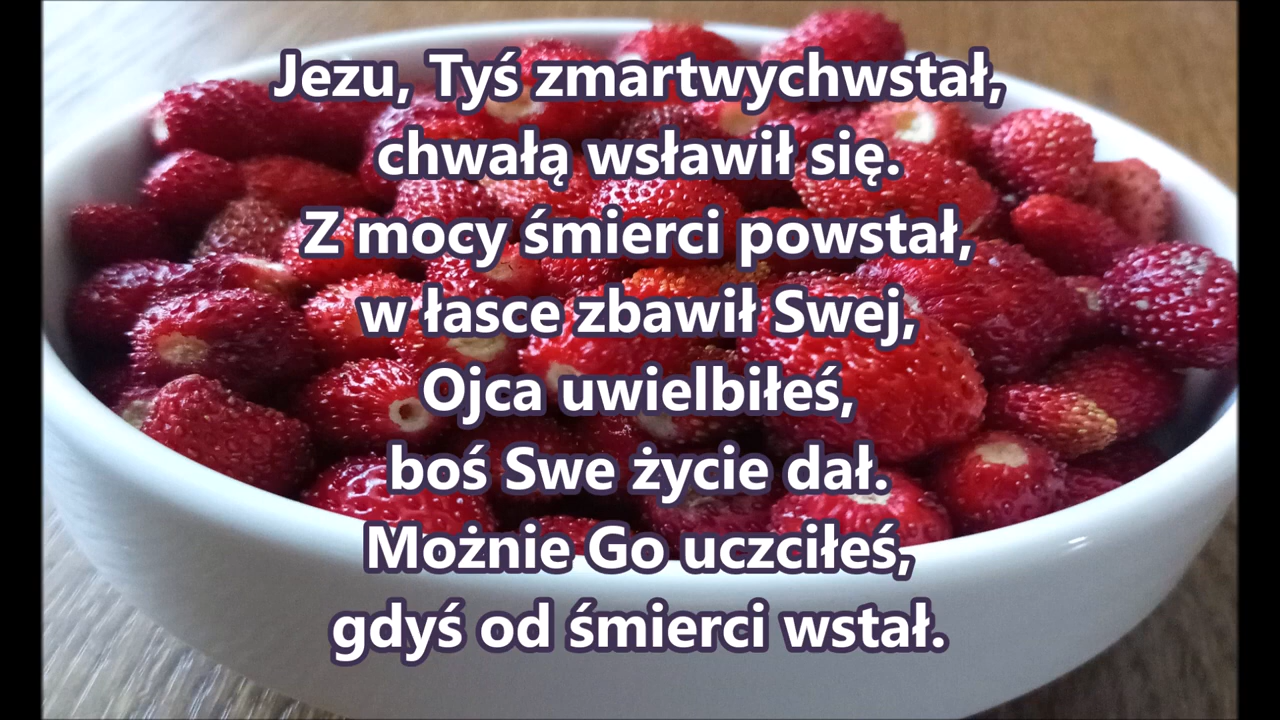 Jezu, Tyś zmartwychwstał,
chwałą wsławił się.
Z mocy śmierci powstał,
w łasce zbawił Swej,
Ojca uwielbiłeś,
boś Swe życie dał.
Możnie Go uczciłeś,
gdyś od śmierci wstał.